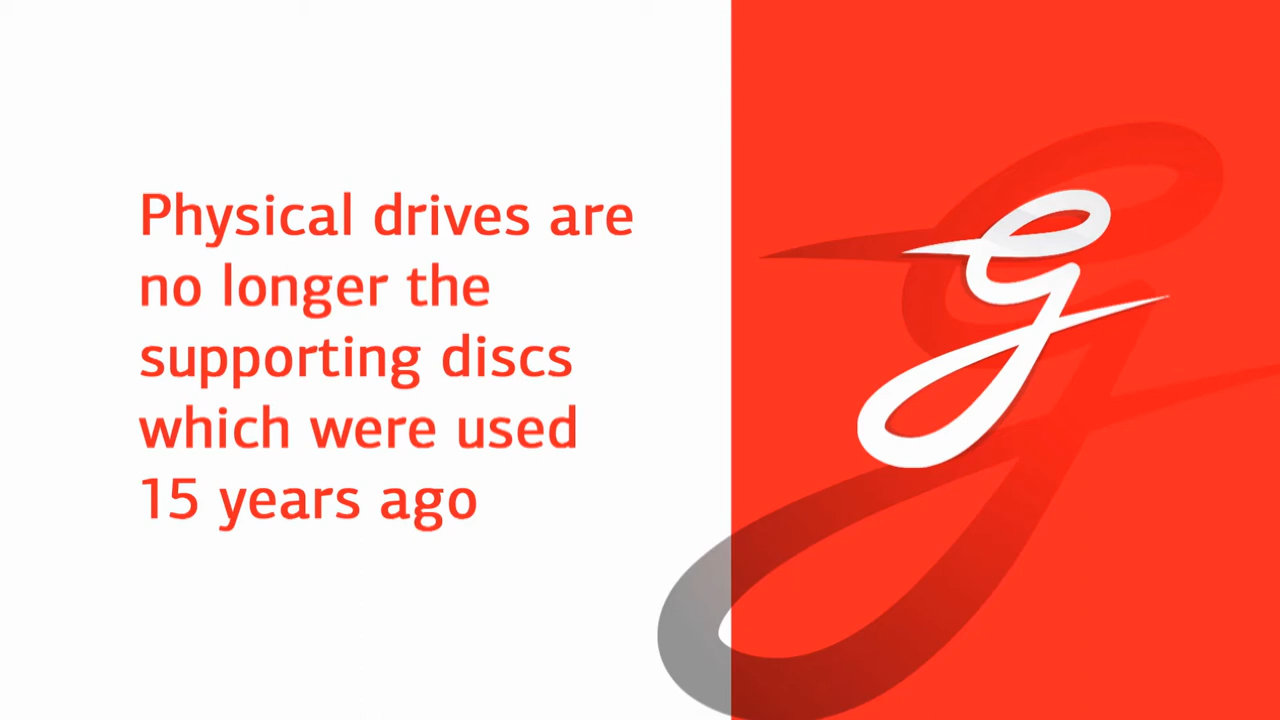 Physical drives are
no longer the
supporting discs
which were used
15 years ago